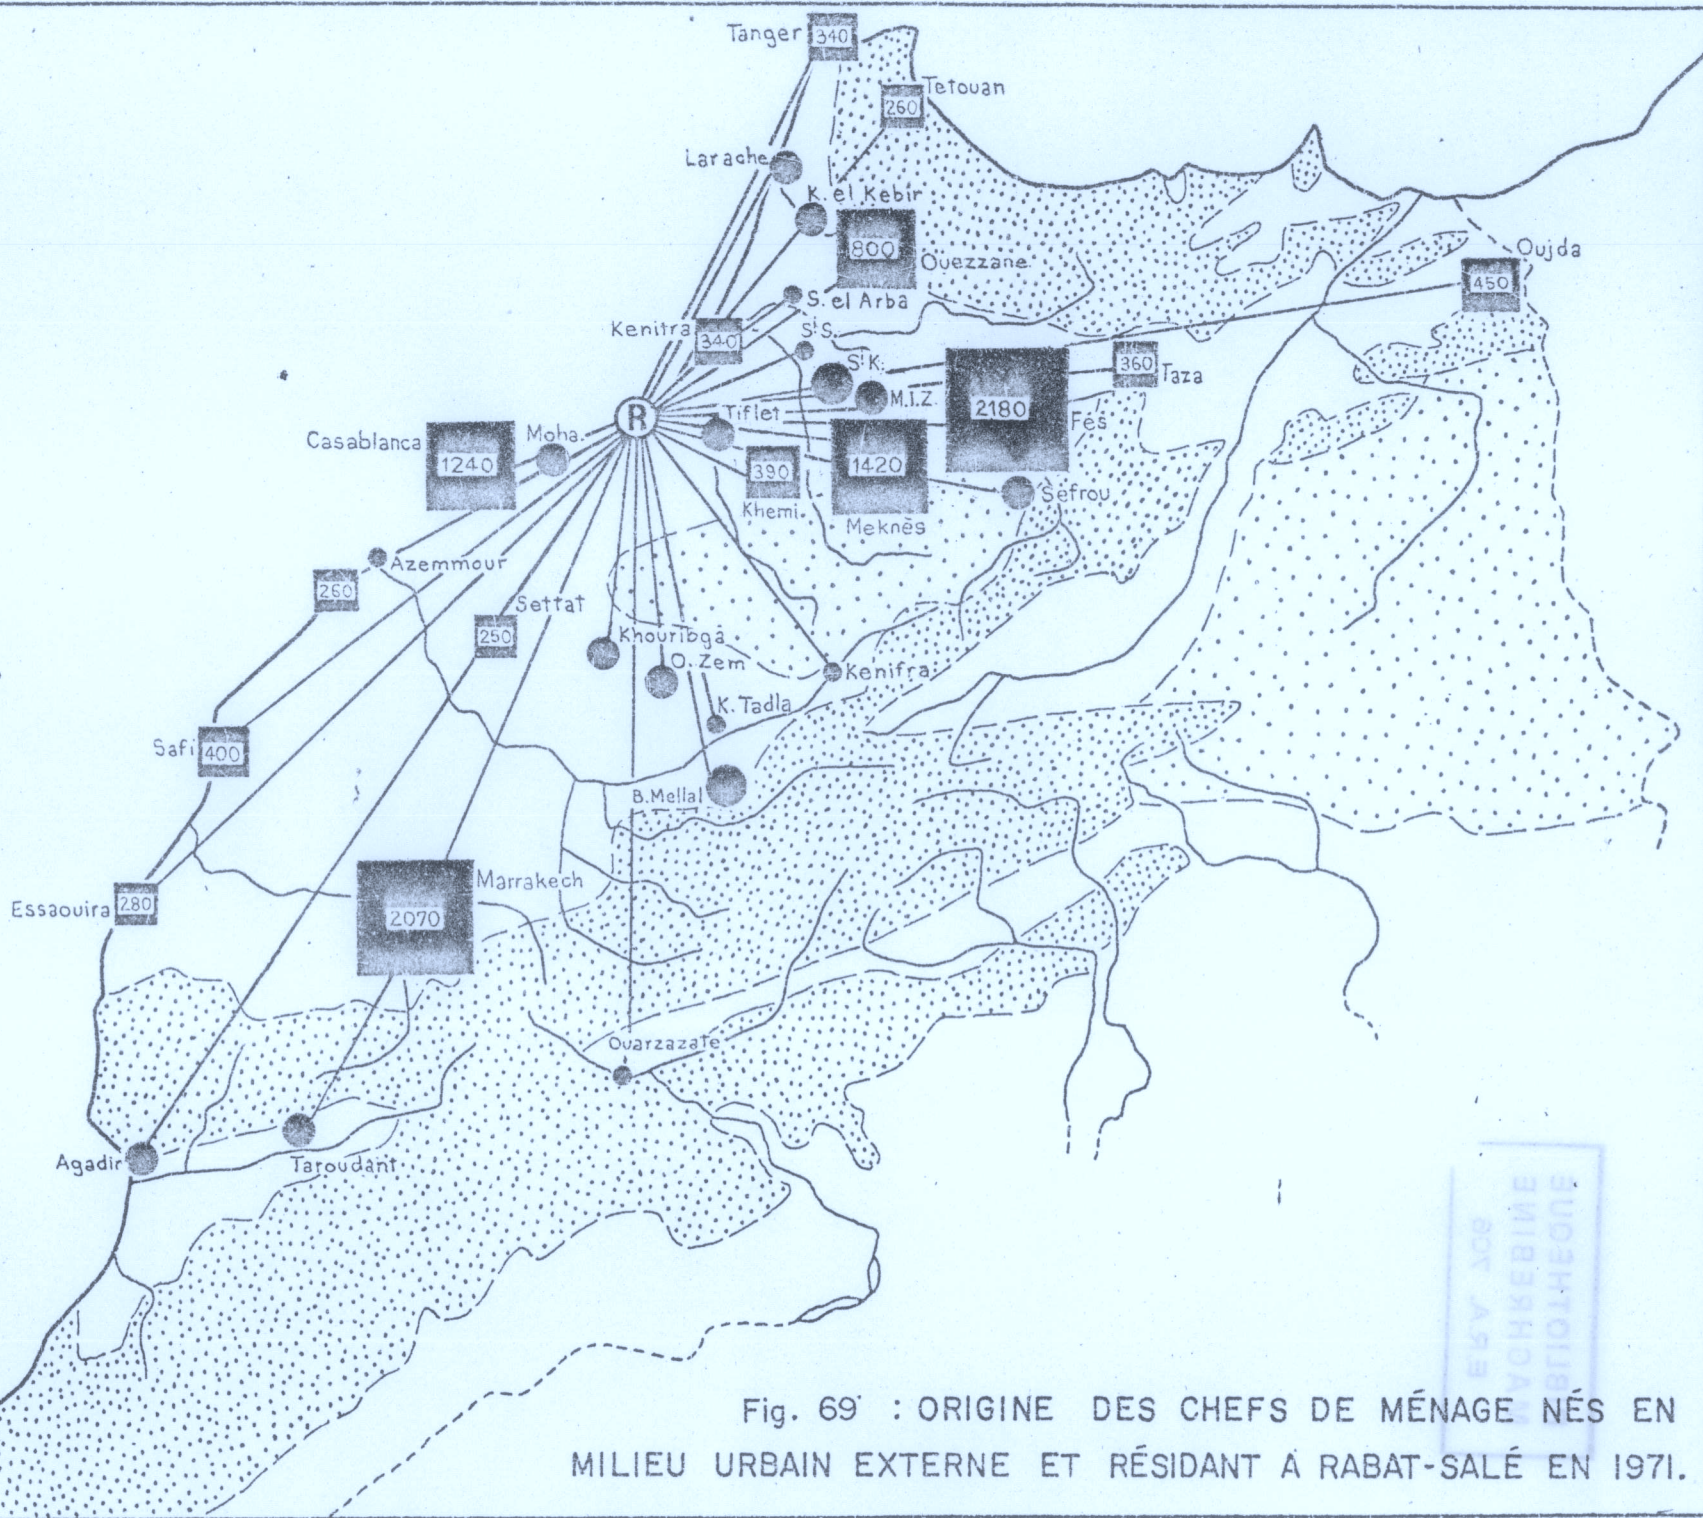 Tanger 340
Tetouan
260
Larache
K. el Kebir
800
Ouezzane
Oujda
450
S. el Arba
Kenitra 340
S!S.
S!K.
360 Taza
M.I.Z.
2180
Fès
R
Tiflet
Casablanca
1240
Moha.
390
Khemi.
1420
Meknès
Sefrou
Azemmour
260
Settat
250
Khouribga
O. Zem
Kenifra
K. Tadla
Safi 400
B. Mellal
Essaouira 280
Marrakech
2070
Ouarzazate
Agadir
Taroudant
BIBLIOTHEQUE
MAGHREBINE
E.R.A. 706
Fig. 69 : ORIGINE DES CHEFS DE MÉNAGE NÉS EN
MILIEU URBAIN EXTERNE ET RÉSIDANT A RABAT-SALÉ EN 1971.